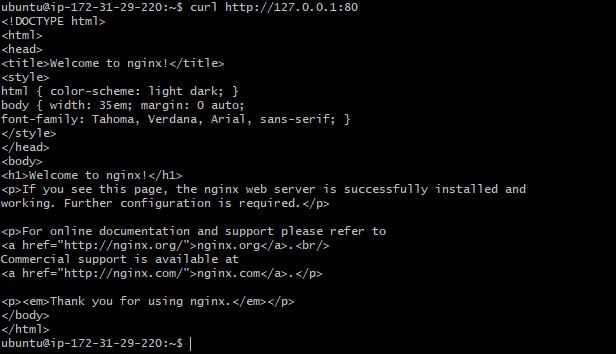 ubuntu@ip-172-31-29-220:~$ curl http://127.0.0.1:80
<!DOCTYPE html>
<html>
<head>
<title>Welcome to nginx!</title>
<style>
html { color-scheme: light dark; }
body { width: 35em; margin: 0 auto;
font-family: Tahoma, Verdana, Arial, sans-serif; }
</style>
</head>
<body>
<h1>Welcome to nginx!</h1>
<p>If you see this page, the nginx web server is successfully installed and
working. Further configuration is required.</p>

<p>For online documentation and support please refer to
<a href="http://nginx.org/">nginx.org</a>.<br/>
Commercial support is available at
<a href="http://nginx.com/">nginx.com</a>.</p>

<p><em>Thank you for using nginx.</em></p>
</body>
</html>
ubuntu@ip-172-31-29-220:~$